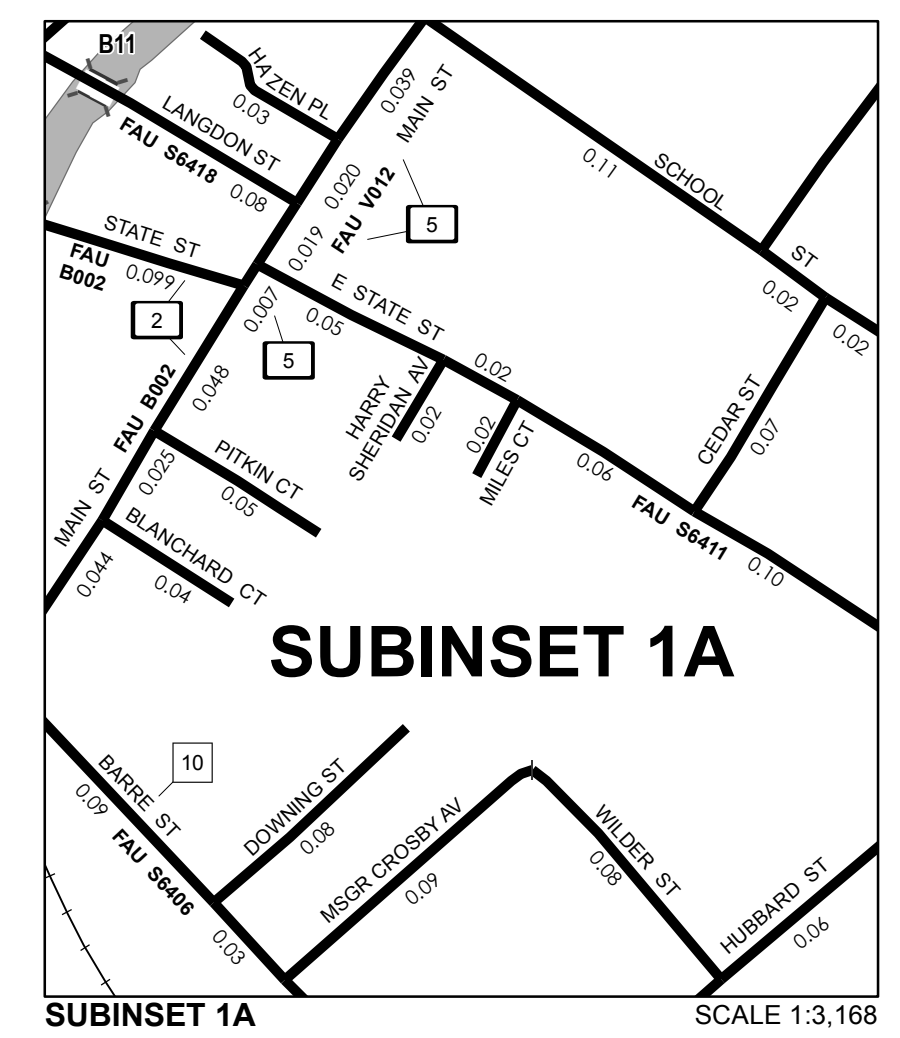 B11
HAZEN PL
0.03
LANGDON ST
FAU S6418
0.08
0.039
MAIN ST
0.020
FAU V012
5
0.019
0.11
SCHOOL
ST
0.02
0.02
STATE ST
FAU
B002
0.099
2
0.007
5
E STATE ST
0.05
0.02
HARRY
SHERIDAN AV
0.02
0.02
MILES CT
0.06
CEDAR ST
0.07
FAU S6411
0.10
0.048
FAU B002
MAIN ST
0.025
PITKIN CT
0.05
BLANCHARD CT
0.04
0.044
SUBINSET 1A
10
BARRE ST
0.09
FAU S6406
0.03
DOWNING ST
0.08
MSGR CROSBY AV
0.09
WILDER ST
0.08
HUBBARD ST
0.06
SUBINSET 1A
SCALE 1:3,168